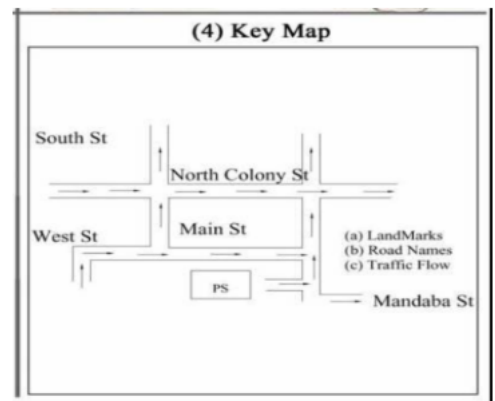 (4) Key Map
South St
North Colony St
West St
Main St
(a) LandMarks
(b) Road Names
(c) Traffic Flow
PS
Mandaba St